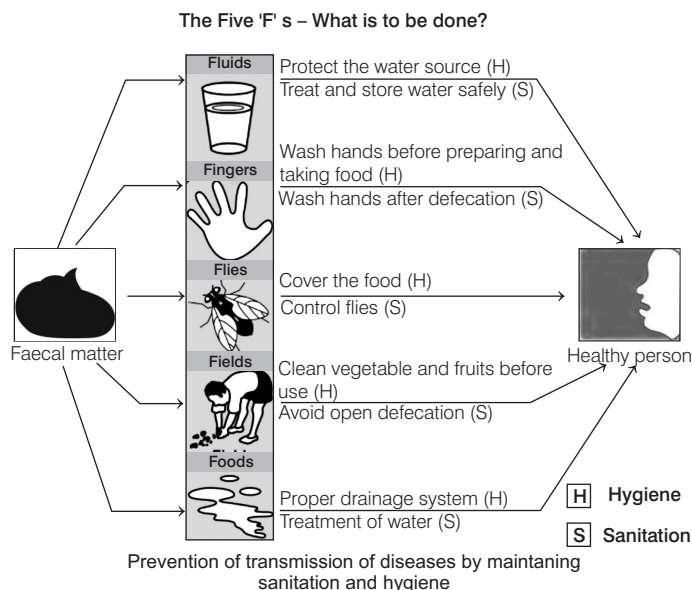 The Five 'F' s – What is to be done?
Fluids
Protect the water source (H)
Treat and store water safely (S)
Fingers
Wash hands before preparing and
taking food (H)
Wash hands after defecation (S)
Flies
Cover the food (H)
Control flies (S)
Faecal matter
Healthy person
Fields
Clean vegetable and fruits before
use (H)
Avoid open defecation (S)
Foods
Proper drainage system (H)
Treatment of water (S)
H Hygiene
S Sanitation
Prevention of transmission of diseases by maintaning
sanitation and hygiene